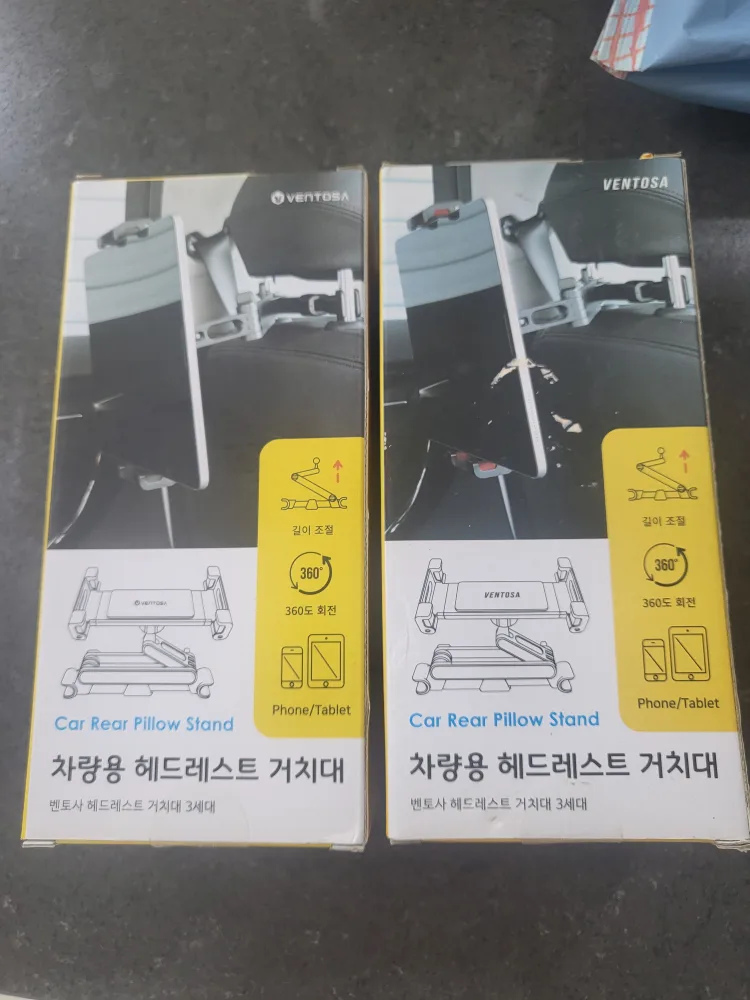 VENTOSA
길이 조절
360°
360도 회전
VENTOSA
Phone/Tablet
Car Rear Pillow Stand
차량용 헤드레스트 거치대
벤토사 헤드레스트 거치대 3세대
VENTOSA
길이 조절
360°
360도 회전
VENTOSA
Phone/Tablet
Car Rear Pillow Stand
차량용 헤드레스트 거치대
벤토사 헤드레스트 거치대 3세대